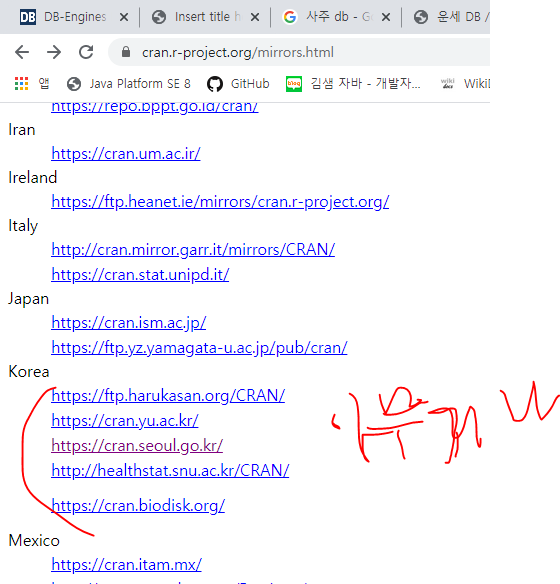 DB-Engines
Insert title h
사주 db - G
운세 DB /
cran.r-project.org/mirrors.html
앱
Java Platform SE 8
GitHub
blog
김샘 자바 - 개발자...
wiki
WikiD
https://repo.bppt.go.id/cran/
Iran
https://cran.um.ac.ir/
Ireland
https://ftp.heanet.ie/mirrors/cran.r-project.org/
Italy
http://cran.mirror.garr.it/mirrors/CRAN/
https://cran.stat.unipd.it/
Japan
https://cran.ism.ac.jp/
https://ftp.yz.yamagata-u.ac.jp/pub/cran/
Korea
https://ftp.harukasan.org/CRAN/
https://cran.yu.ac.kr/
https://cran.seoul.go.kr/
http://healthstat.snu.ac.kr/CRAN/
https://cran.biodisk.org/
Mexico
https://cran.itam.mx/